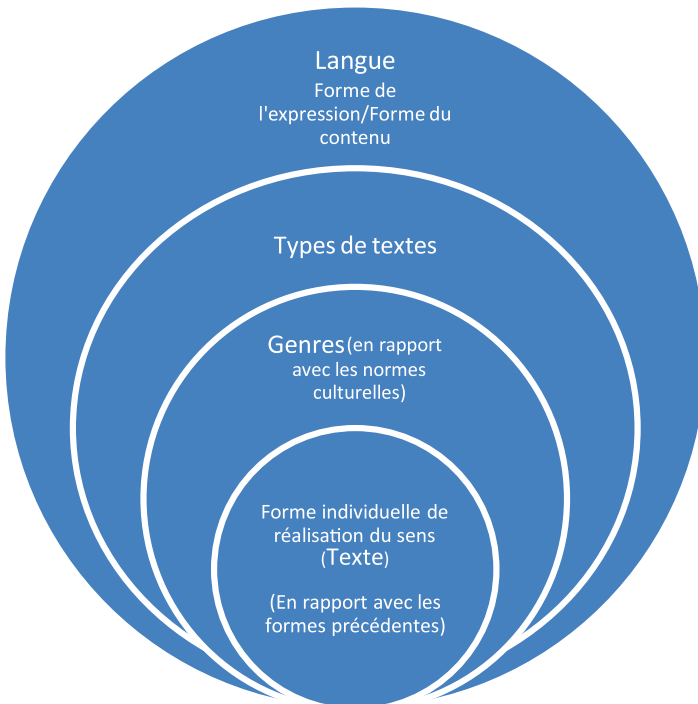 Langue
Forme de
l'expression/Forme du
contenu
Types de textes
Genres (en rapport
avec les normes
culturelles)
Forme individuelle de
réalisation du sens
(Texte)
(En rapport avec les
formes précédentes)